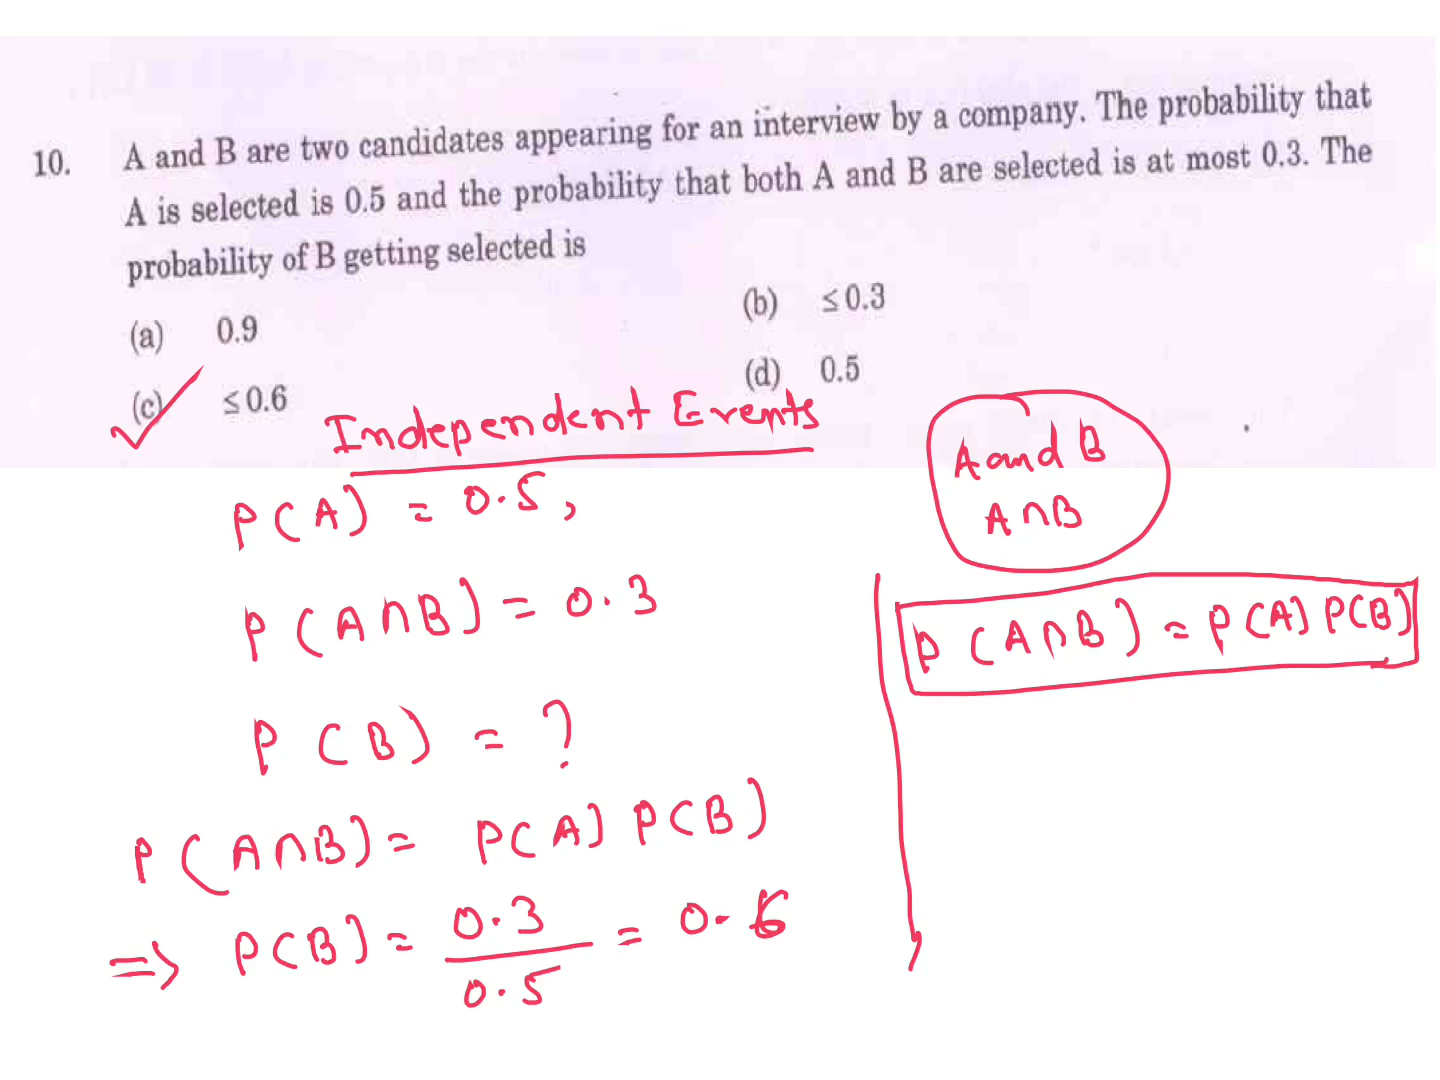 10. A and B are two candidates appearing for an interview by a company. The probability that
A is selected is 0.5 and the probability that both A and B are selected is at most 0.3. The
probability of B getting selected is
(a) 0.9 (b) ≤ 0.3
(c) ≤ 0.6 (d) 0.5
Independent Events
A and B
A ∩ B
P(A) = 0.5,
P(A∩B) = 0.3
P(A∩B) = P(A) P(B)
P(B) = ?
P(A∩B) = P(A) P(B)
=> P(B) = 0.3 / 0.5 = 0.6